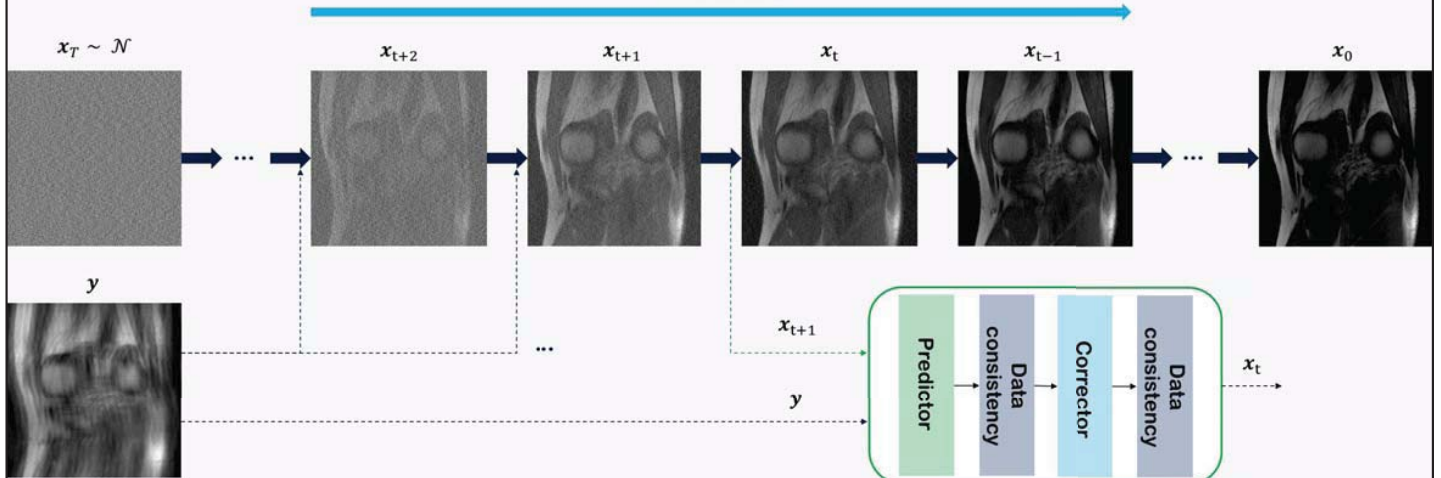 x_T ~ 𝒩
x_{t+2}
x_{t+1}
x_t
x_{t−1}
x_0
...
...
y
...
x_{t+1}
y
Predictor
Data
consistency
Corrector
Data
consistency
x_t